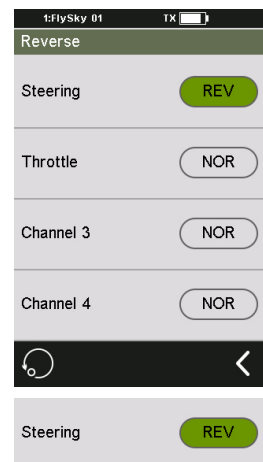 1:FlySky 01 TX
Reverse
Steering REV
Throttle NOR
Channel 3 NOR
Channel 4 NOR
Steering REV